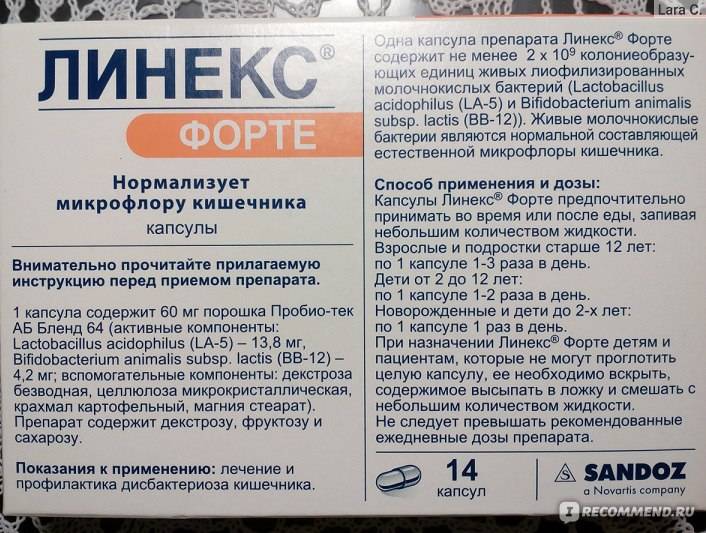 Lara C.
ЛИНЕКС®
ФОРТЕ
Нормализует
микрофлору кишечника
капсулы
Внимательно прочитайте прилагаемую
инструкцию перед приемом препарата.
1 капсула содержит 60 мг порошка Пробио-тек
АБ Бленд 64 (активные компоненты:
Lactobacillus acidophilus (LA-5) – 13,8 мг,
Bifidobacterium animalis subsp. lactis (BB-12) –
4,2 мг; вспомогательные компоненты: декстроза
безводная, целлюлоза микрокристаллическая,
крахмал картофельный, магния стеарат).
Препарат содержит декстрозу, фруктозу и
сахарозу.
Показания к применению: лечение и
профилактика дисбактериоза кишечника.
Одна капсула препарата Линекс® Форте
содержит не менее 2 x 10⁹ колониеобразу-
ющих единиц живых лиофилизированных
молочнокислых бактерий (Lactobacillus
acidophilus (LA-5) и Bifidobacterium animalis
subsp. lactis (BB-12)). Живые молочнокислые
бактерии являются нормальной составляющей
естественной микрофлоры кишечника.
Способ применения и дозы:
Капсулы Линекс® Форте предпочтительно
принимать во время или после еды, запивая
небольшим количеством жидкости.
Взрослые и подростки старше 12 лет:
по 1 капсуле 1-3 раза в день.
Дети от 2 до 12 лет:
по 1 капсуле 1-2 раза в день.
Новорожденные и дети до 2-х лет:
по 1 капсуле 1 раз в день.
При назначении Линекс® Форте детям и
пациентам, которые не могут проглотить
целую капсулу, ее необходимо вскрыть,
содержимое высыпать в ложку и смешать с
небольшим количеством жидкости.
Не следует превышать рекомендованные
ежедневные дозы препарата.
14
капсул
S SANDOZ
a Novartis company
I RECOMMEND.RU